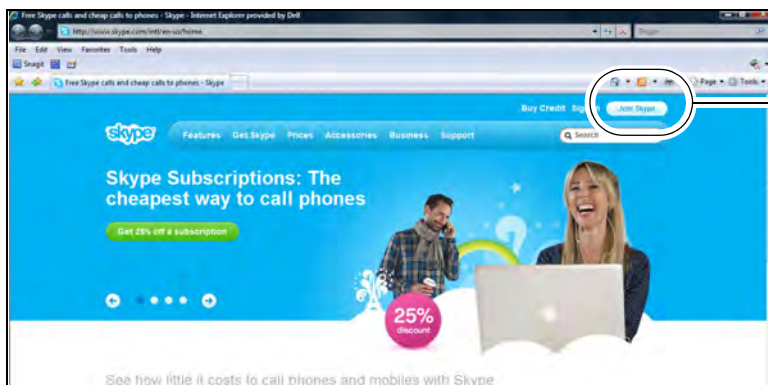 Free Skype calls and cheap calls to phones - Skype - Internet Explorer provided by Dell
http://www.skype.com/intl/en-us/home
File Edit View Favorites Tools Help
Snagit
Free Skype calls and cheap calls to phones - Skype
Page Tools
Buy Credit Join Skype
skype
Features Get Skype Prices Accessories Business Support
Search
Skype Subscriptions: The
cheapest way to call phones
Get 25% off a subscription
25%
discount
See how little it costs to call phones and mobiles with Skype